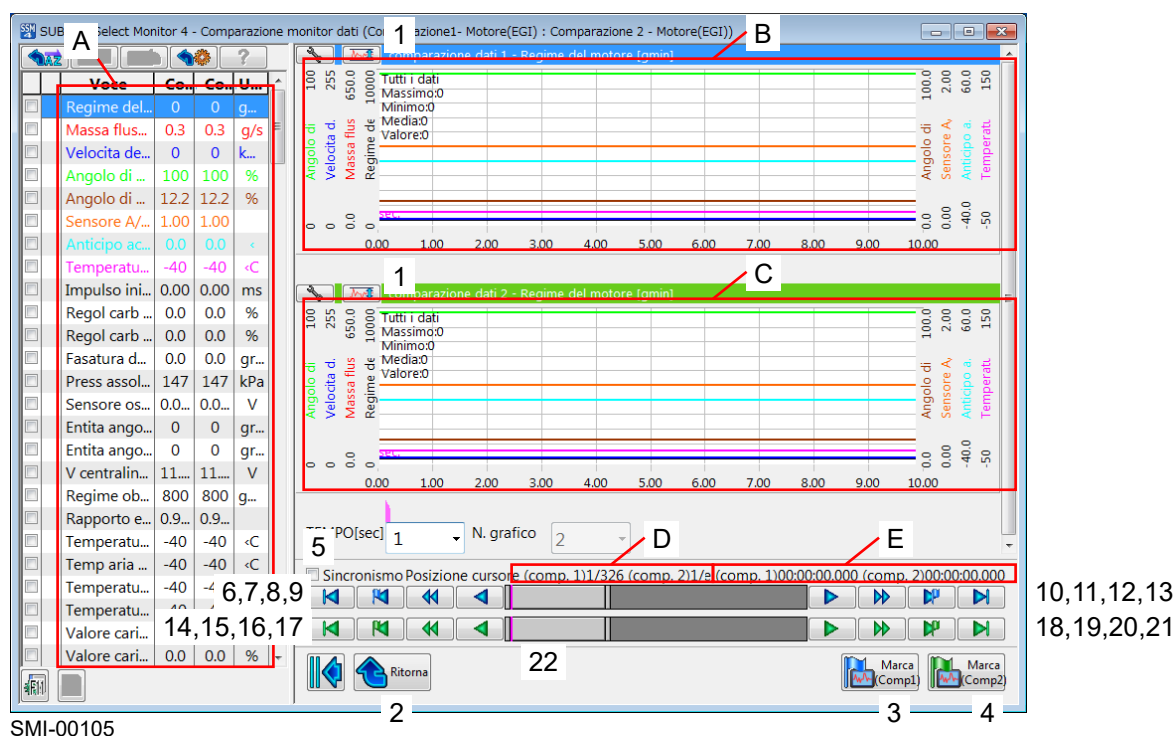 SUB Select Monitor 4 - Comparazione monitor dati (Co azione1- Motore(EGI) : Comparazione 2 - Motore(EGI))
A
1
B
AZ
?
comparazione dati 1 - Regime del motore [gmin]
Voce Co.. Co.. U...
Regime del... 0 0 g...
Massa flus... 0.3 0.3 g/s
Velocita de... 0 0 k...
Angolo di ... 100 100 %
Angolo di ... 12.2 12.2 %
Sensore A/... 1.00 1.00
Anticipo ac... 0.0 0.0 ‹
Temperatu... -40 -40 ‹C
Impulso ini... 0.00 0.00 ms
Regol carb ... 0.0 0.0 %
Regol carb ... 0.0 0.0 %
Fasatura d... 0.0 0.0 gr...
Press assol... 147 147 kPa
Sensore os... 0.0... 0.0... V
Entita ango... 0 0 gr...
Entita ango... 0 0 gr...
V centralin... 11.... 11.... V
Regime ob... 800 800 g...
Rapporto e... 0.9... 0.9...
Temperatu... -40 -40 ‹C
Temp aria ... -40 -40 ‹C
Temperatu... -40
Temperatu... -40
Valore cari...
Valore cari... 0.0 0.0 %
100 255 650.0 10000
Tutti i dati
Massimo:0
Minimo:0
Media:0
Valore:0
100.0 2.00 60.0 150
Angolo di Velocita d. Massa flus Regime de
Angolo di Sensore A, Anticipo a. Temperatu
0 0 0.0 0
sec.
0.0 0.00 -40.0 -50
0.00 1.00 2.00 3.00 4.00 5.00 6.00 7.00 8.00 9.00 10.00
1
C
comparazione dati 2 - Regime del motore [gmin]
100 255 650.0 10000
Tutti i dati
Massimo:0
Minimo:0
Media:0
Valore:0
100.0 2.00 60.0 150
Angolo di Velocita d. Massa flus Regime de
Angolo di Sensore A, Anticipo a. Temperatu
0 0 0.0 0
sec.
0.0 0.00 -40.0 -50
0.00 1.00 2.00 3.00 4.00 5.00 6.00 7.00 8.00 9.00 10.00
TEMPO[sec] 1 N. grafico 2
5
D
E
Sincronismo Posizione cursore (comp. 1)1/326 (comp. 2)1/ (comp. 1)00:00:00.000 (comp. 2)00:00:00.000
6,7,8,9
10,11,12,13
14,15,16,17
18,19,20,21
22
Ritorna
Marca (Comp1)
Marca (Comp2)
F11
2
3
4
SMI-00105